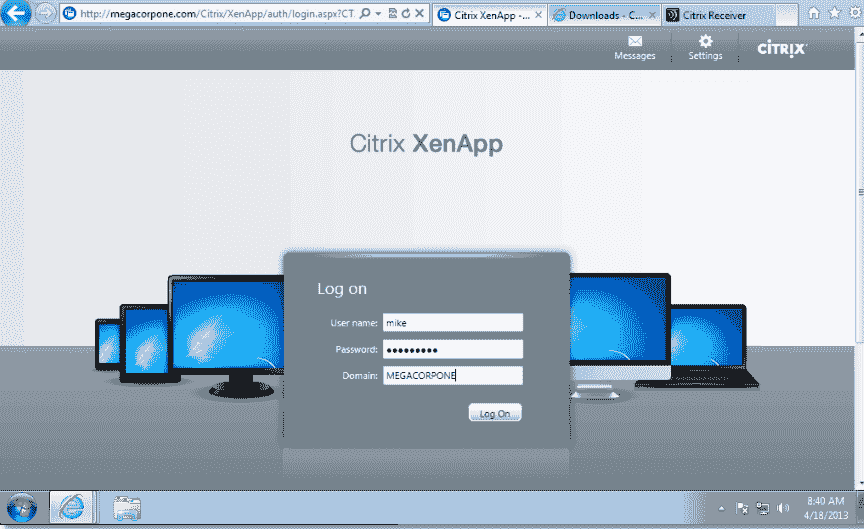 http://megacorpone.com/Citrix/XenApp/auth/login.aspx?CT
Citrix XenApp -...
Downloads - C...
Citrix Receiver
Messages
Settings
CITRIX
Citrix XenApp
Log on
User name: mike
Password: •••••••••
Domain: MEGACORPONE
Log On
8:40 AM
4/18/2013